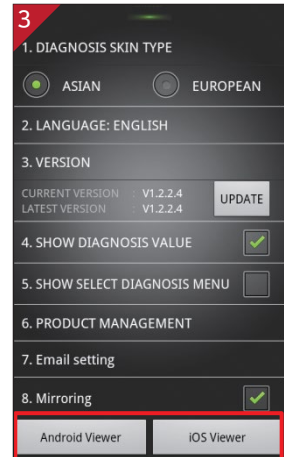 3
1. DIAGNOSIS SKIN TYPE
ASIAN EUROPEAN
2. LANGUAGE: ENGLISH
3. VERSION
CURRENT VERSION : V1.2.2.4
LATEST VERSION : V1.2.2.4
UPDATE
4. SHOW DIAGNOSIS VALUE
5. SHOW SELECT DIAGNOSIS MENU
6. PRODUCT MANAGEMENT
7. Email setting
8. Mirroring
Android Viewer iOS Viewer